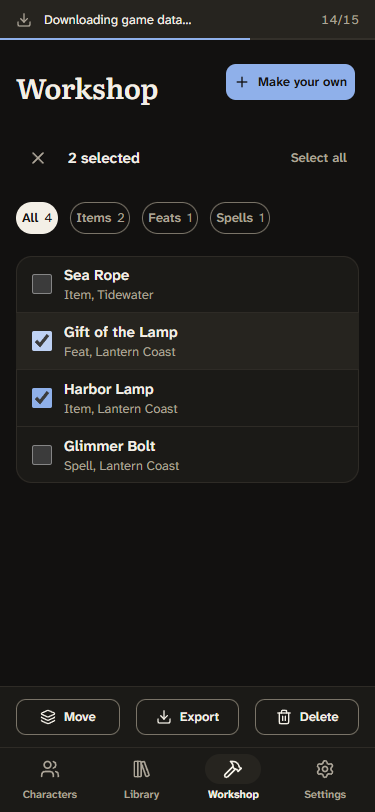 Downloading game data... 14/15
Workshop
Make your own
2 selected Select all
All 4 Items 2 Feats 1 Spells 1
Sea Rope
Item, Tidewater
Gift of the Lamp
Feat, Lantern Coast
Harbor Lamp
Item, Lantern Coast
Glimmer Bolt
Spell, Lantern Coast
Move Export Delete
Characters Library Workshop Settings